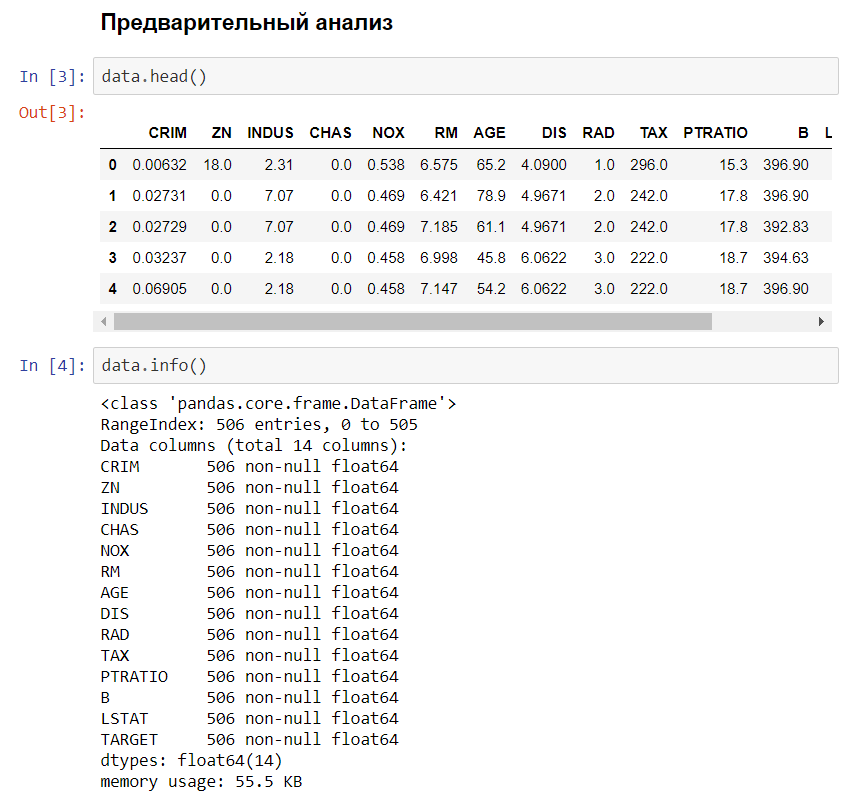 Предварительный анализ
In [3]: data.head()
Out[3]:
CRIM ZN INDUS CHAS NOX RM AGE DIS RAD TAX PTRATIO B L
0 0.00632 18.0 2.31 0.0 0.538 6.575 65.2 4.0900 1.0 296.0 15.3 396.90
1 0.02731 0.0 7.07 0.0 0.469 6.421 78.9 4.9671 2.0 242.0 17.8 396.90
2 0.02729 0.0 7.07 0.0 0.469 7.185 61.1 4.9671 2.0 242.0 17.8 392.83
3 0.03237 0.0 2.18 0.0 0.458 6.998 45.8 6.0622 3.0 222.0 18.7 394.63
4 0.06905 0.0 2.18 0.0 0.458 7.147 54.2 6.0622 3.0 222.0 18.7 396.90
In [4]: data.info()
<class 'pandas.core.frame.DataFrame'>
RangeIndex: 506 entries, 0 to 505
Data columns (total 14 columns):
CRIM 506 non-null float64
ZN 506 non-null float64
INDUS 506 non-null float64
CHAS 506 non-null float64
NOX 506 non-null float64
RM 506 non-null float64
AGE 506 non-null float64
DIS 506 non-null float64
RAD 506 non-null float64
TAX 506 non-null float64
PTRATIO 506 non-null float64
B 506 non-null float64
LSTAT 506 non-null float64
TARGET 506 non-null float64
dtypes: float64(14)
memory usage: 55.5 KB